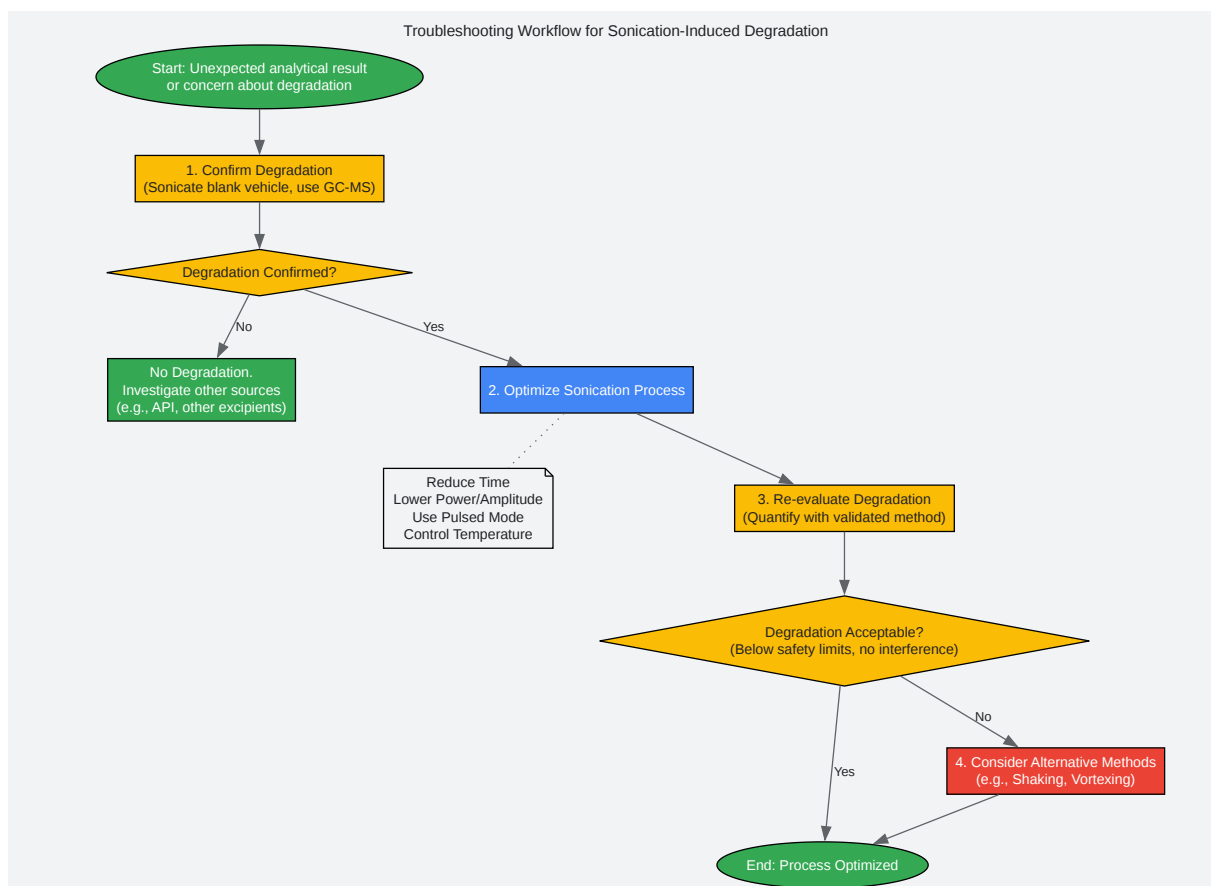 Troubleshooting Workflow for Sonication-Induced Degradation
Start: Unexpected analytical result
or concern about degradation
1. Confirm Degradation
(Sonicate blank vehicle, use GC-MS)
Degradation Confirmed?
No
Yes
No Degradation.
Investigate other sources
(e.g., API, other excipients)
2. Optimize Sonication Process
Reduce Time
Lower Power/Amplitude
Use Pulsed Mode
Control Temperature
3. Re-evaluate Degradation
(Quantify with validated method)
Degradation Acceptable?
(Below safety limits, no interference)
No
Yes
4. Consider Alternative Methods
(e.g., Shaking, Vortexing)
End: Process Optimized